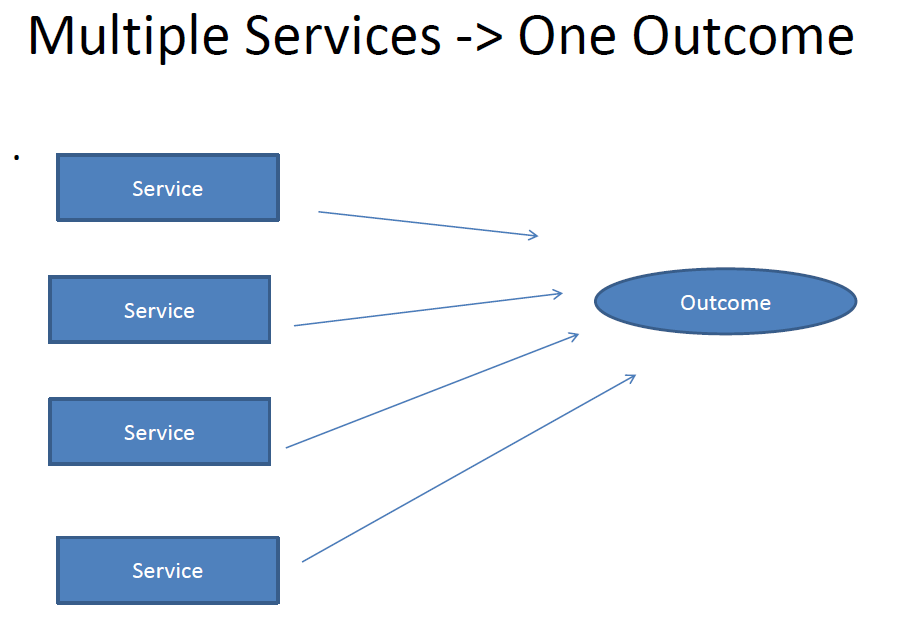 Multiple Services -> One Outcome
.
Service
Service
Service
Service
Outcome